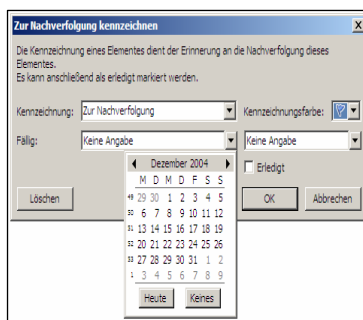 Zur Nachverfolgung kennzeichnen
Die Kennzeichnung eines Elementes dient der Erinnerung an die Nachverfolgung dieses
Elementes.
Es kann anschließend als erledigt markiert werden.
Kennzeichnung: Zur Nachverfolgung Kennzeichnungsfarbe:
Fällig: Keine Angabe Keine Angabe
Dezember 2004
Erledigt
M D M D F S S
49 29 30 1 2 3 4 5
50 6 7 8 9 10 11 12
51 13 14 15 16 17 18 19
52 20 21 22 23 24 25 26
53 27 28 29 30 31 1 2
1 3 4 5 6 7 8 9
Löschen OK Abbrechen
Heute Keines